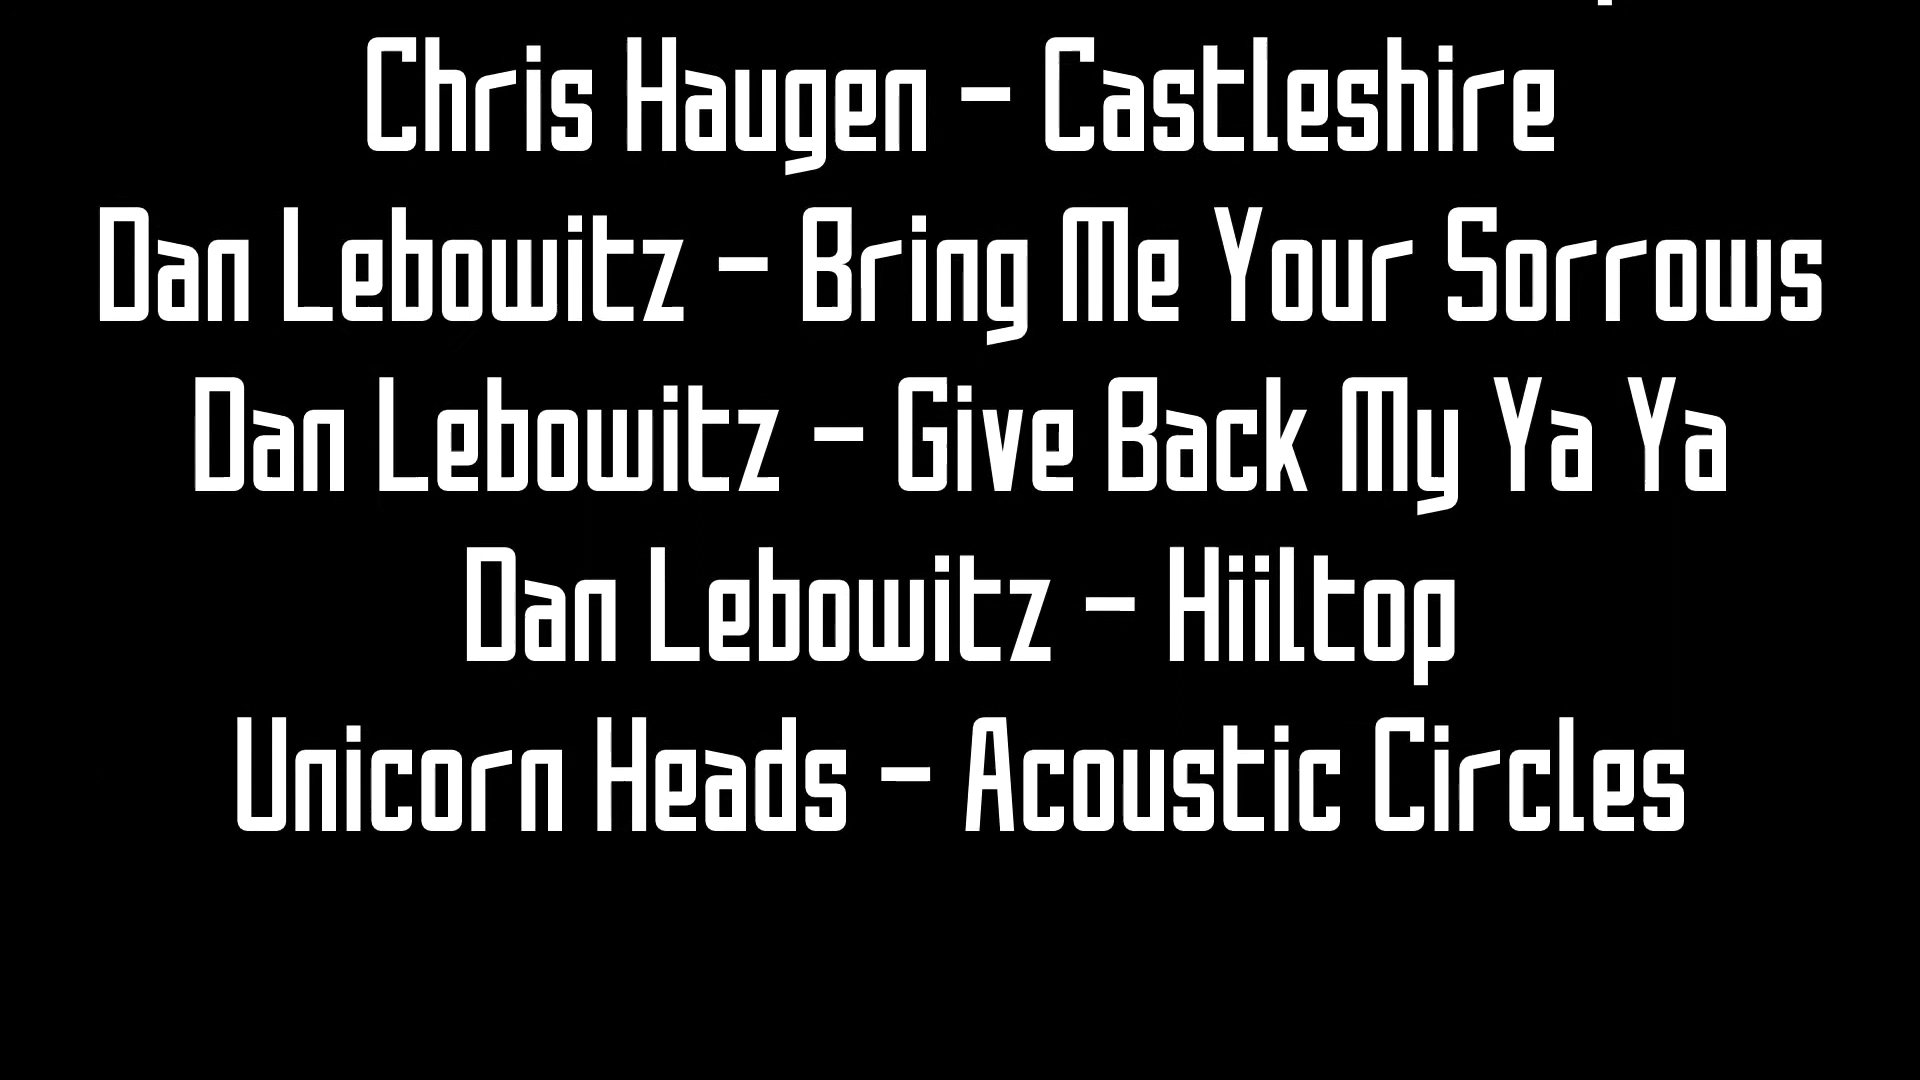 Chris Haugen - Castleshire
Dan Lebowitz - Bring Me Your Sorrows
Dan Lebowitz - Give Back My Ya Ya
Dan Lebowitz - Hiiltop
Unicorn Heads - Acoustic Circles